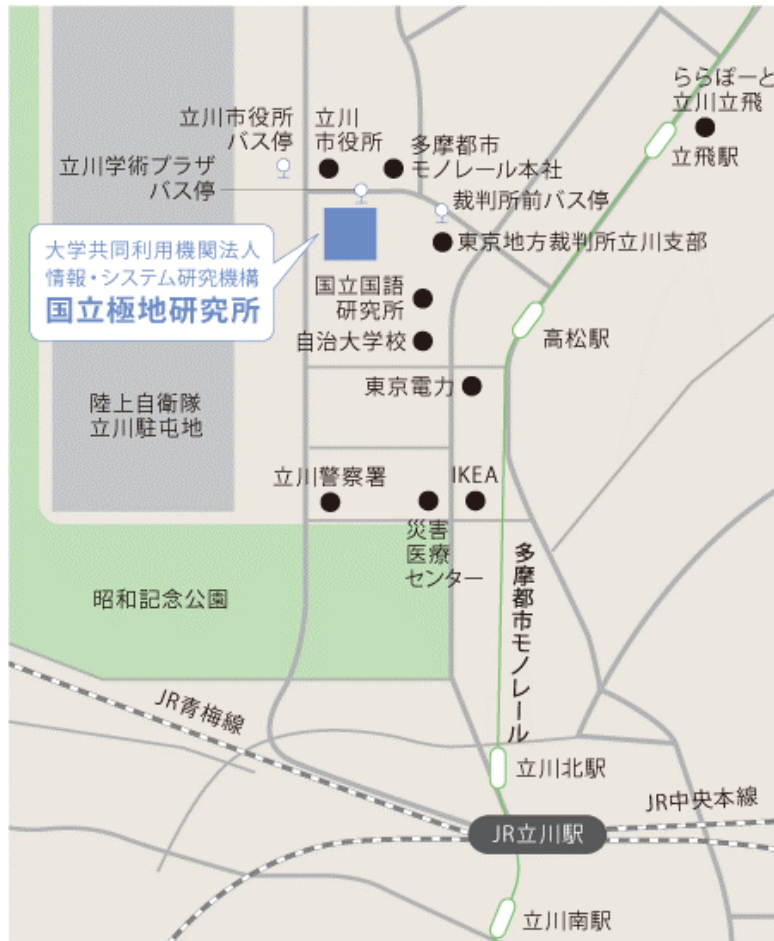 ららぽーと
立川立飛
立飛駅
立川市役所
バス停
立川
市役所
多摩都市
モノレール本社
立川学術プラザ
バス停
裁判所前バス停
東京地方裁判所立川支部
大学共同利用機関法人
情報・システム研究機構
国立極地研究所
国立国語
研究所
自治大学校
高松駅
東京電力
陸上自衛隊
立川駐屯地
立川警察署
IKEA
災害
医療
センター
多摩都市モノレール
昭和記念公園
JR青梅線
立川北駅
JR中央本線
JR立川駅
立川南駅